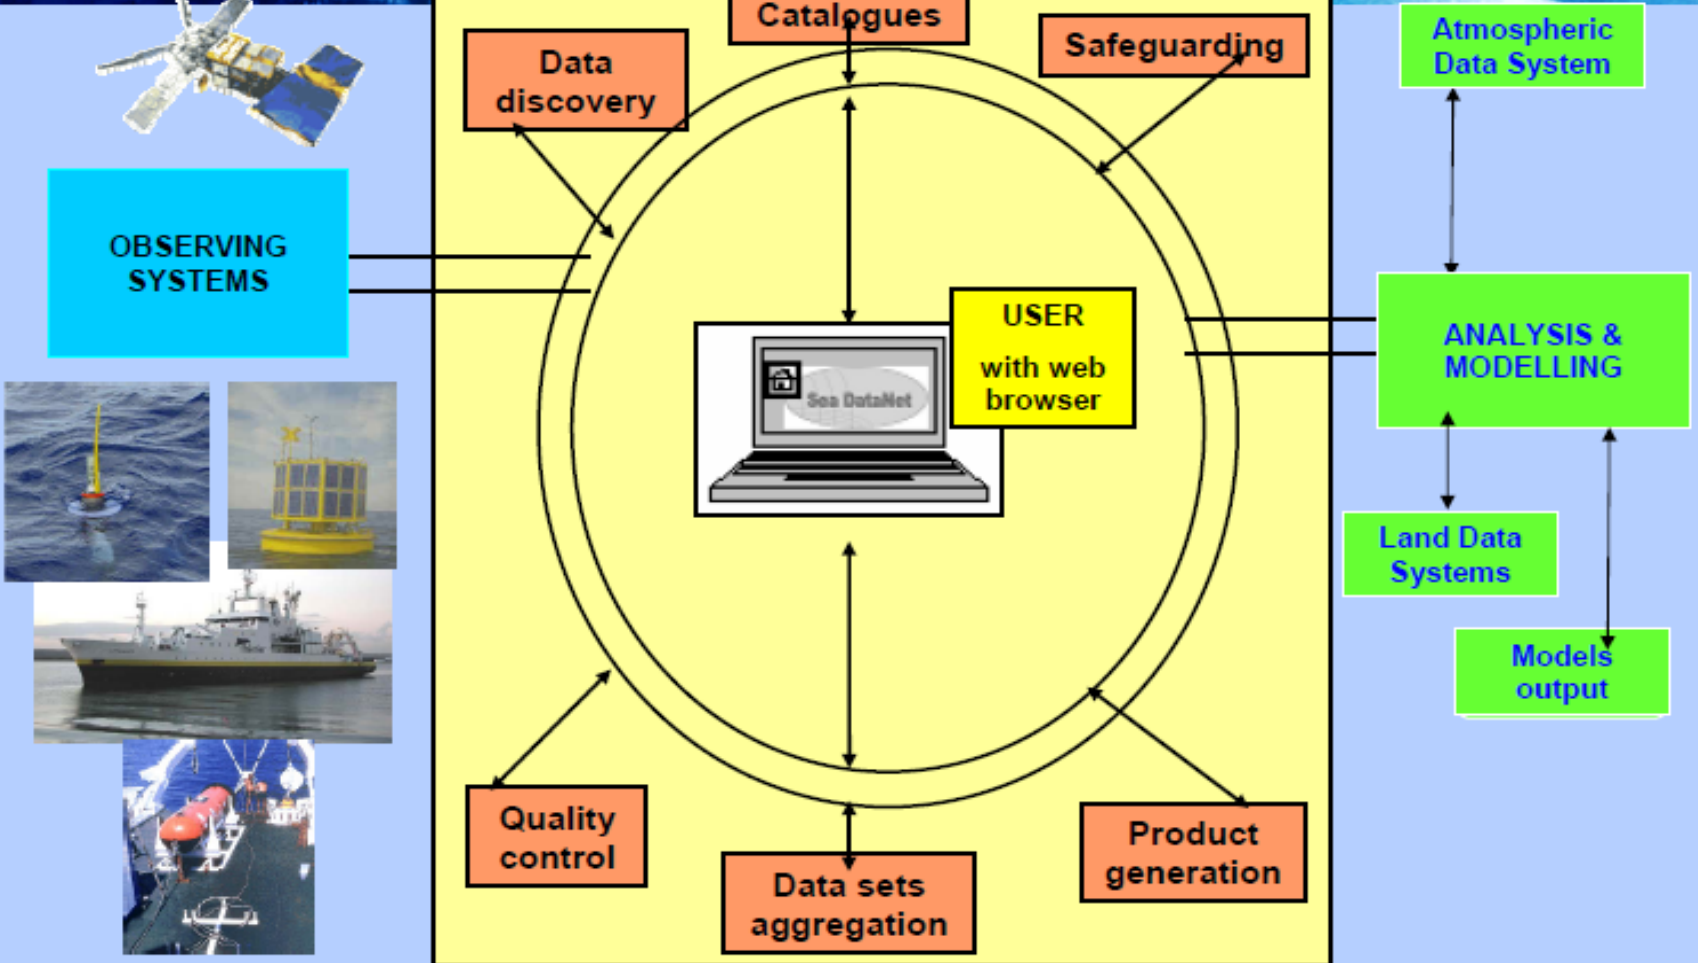 Catalogues
Data
discovery
Safeguarding
Atmospheric
Data System
OBSERVING
SYSTEMS
USER
with web
browser
Sea DataNet
ANALYSIS &
MODELLING
Land Data
Systems
Models
output
Quality
control
Data sets
aggregation
Product
generation